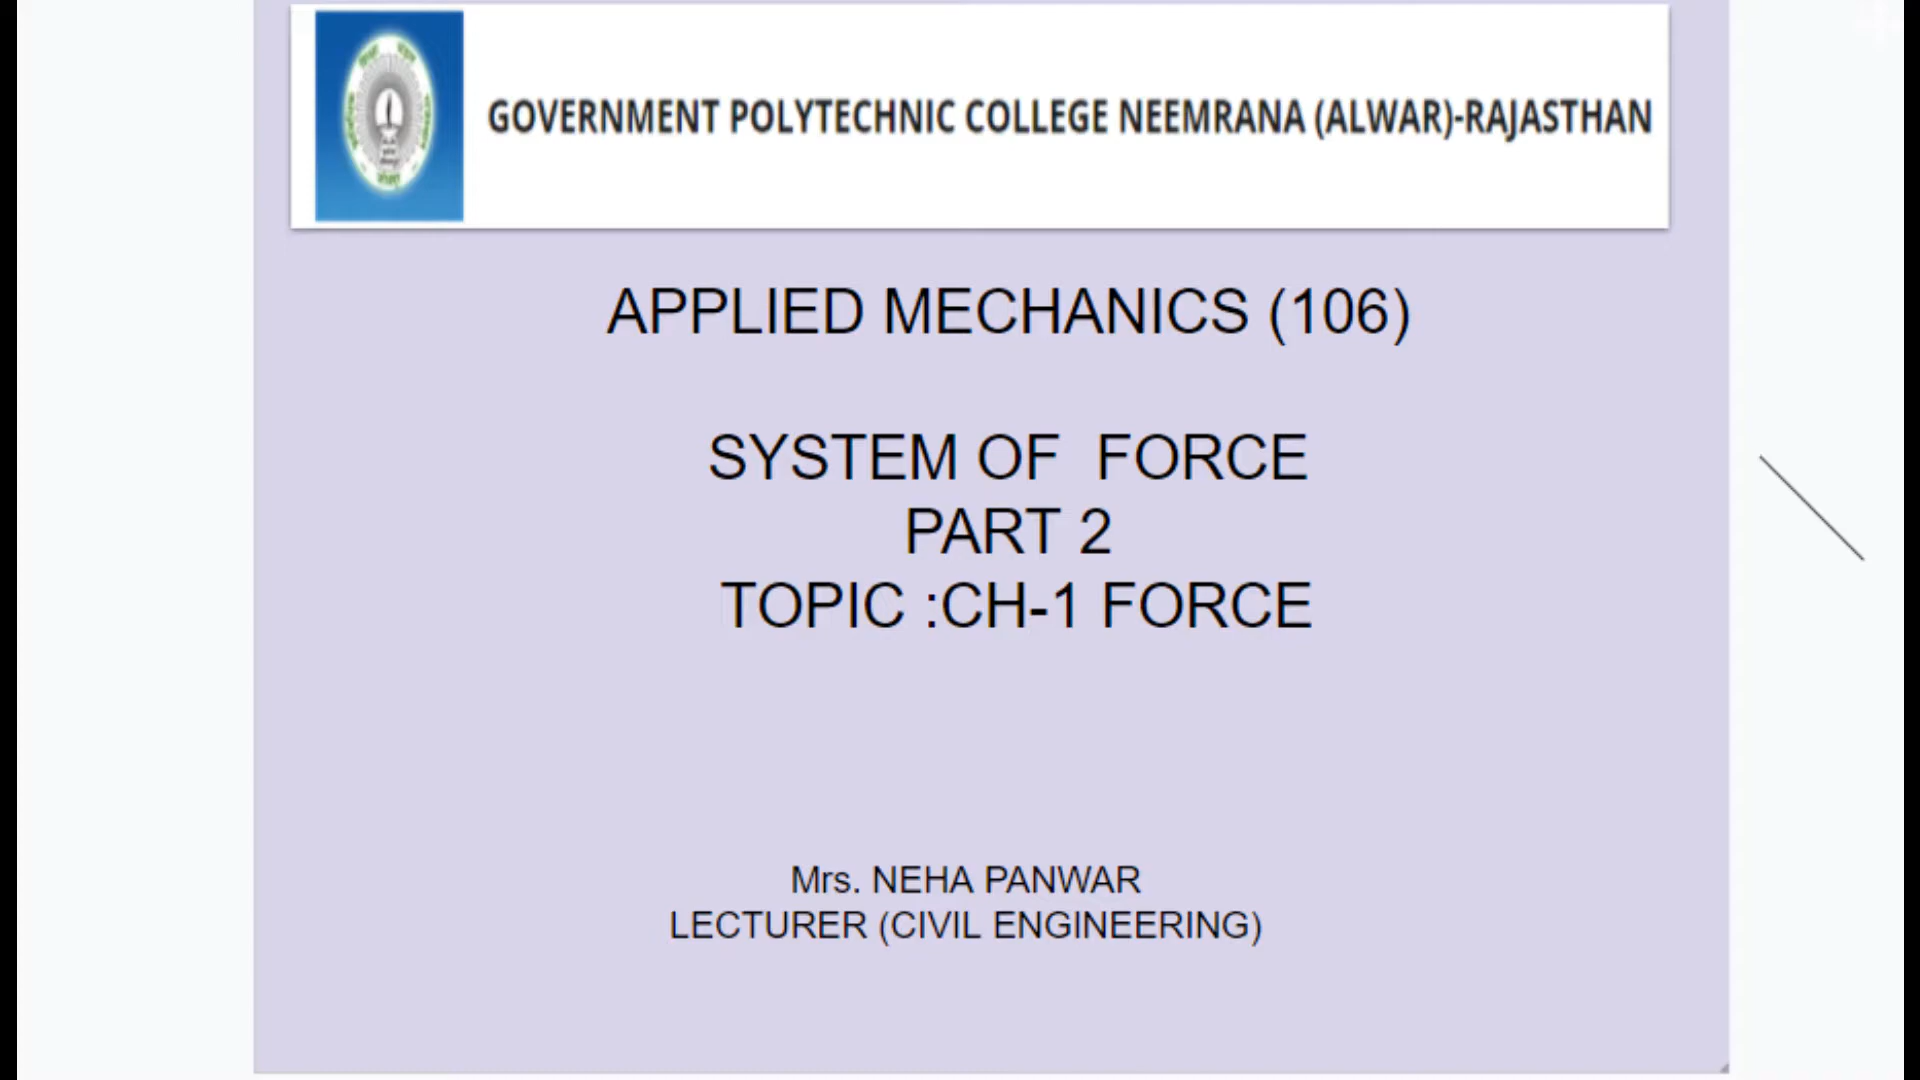 GOVERNMENT POLYTECHNIC COLLEGE NEEMRANA (ALWAR)-RAJASTHAN
APPLIED MECHANICS (106)
SYSTEM OF FORCE
PART 2
TOPIC :CH-1 FORCE
Mrs. NEHA PANWAR
LECTURER (CIVIL ENGINEERING)